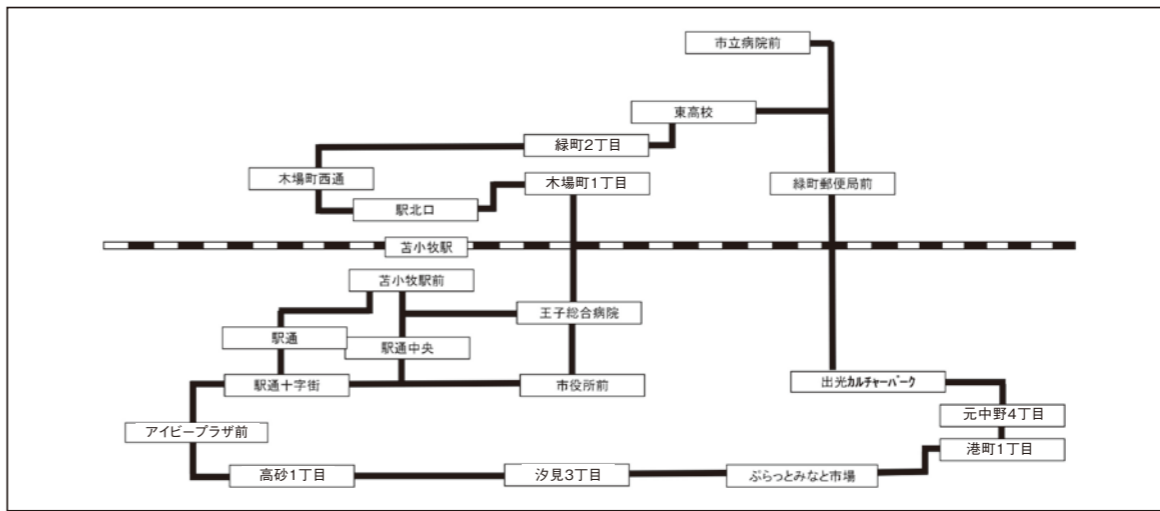 市立病院前
東高校
緑町2丁目
木場町西通
木場町1丁目
緑町郵便局前
駅北口
苫小牧駅
苫小牧駅前
王子総合病院
駅通
駅通中央
駅通十字街
市役所前
出光カルチャーパーク
元中野4丁目
アイビープラザ前
港町1丁目
高砂1丁目
汐見3丁目
ぷらっとみなと市場